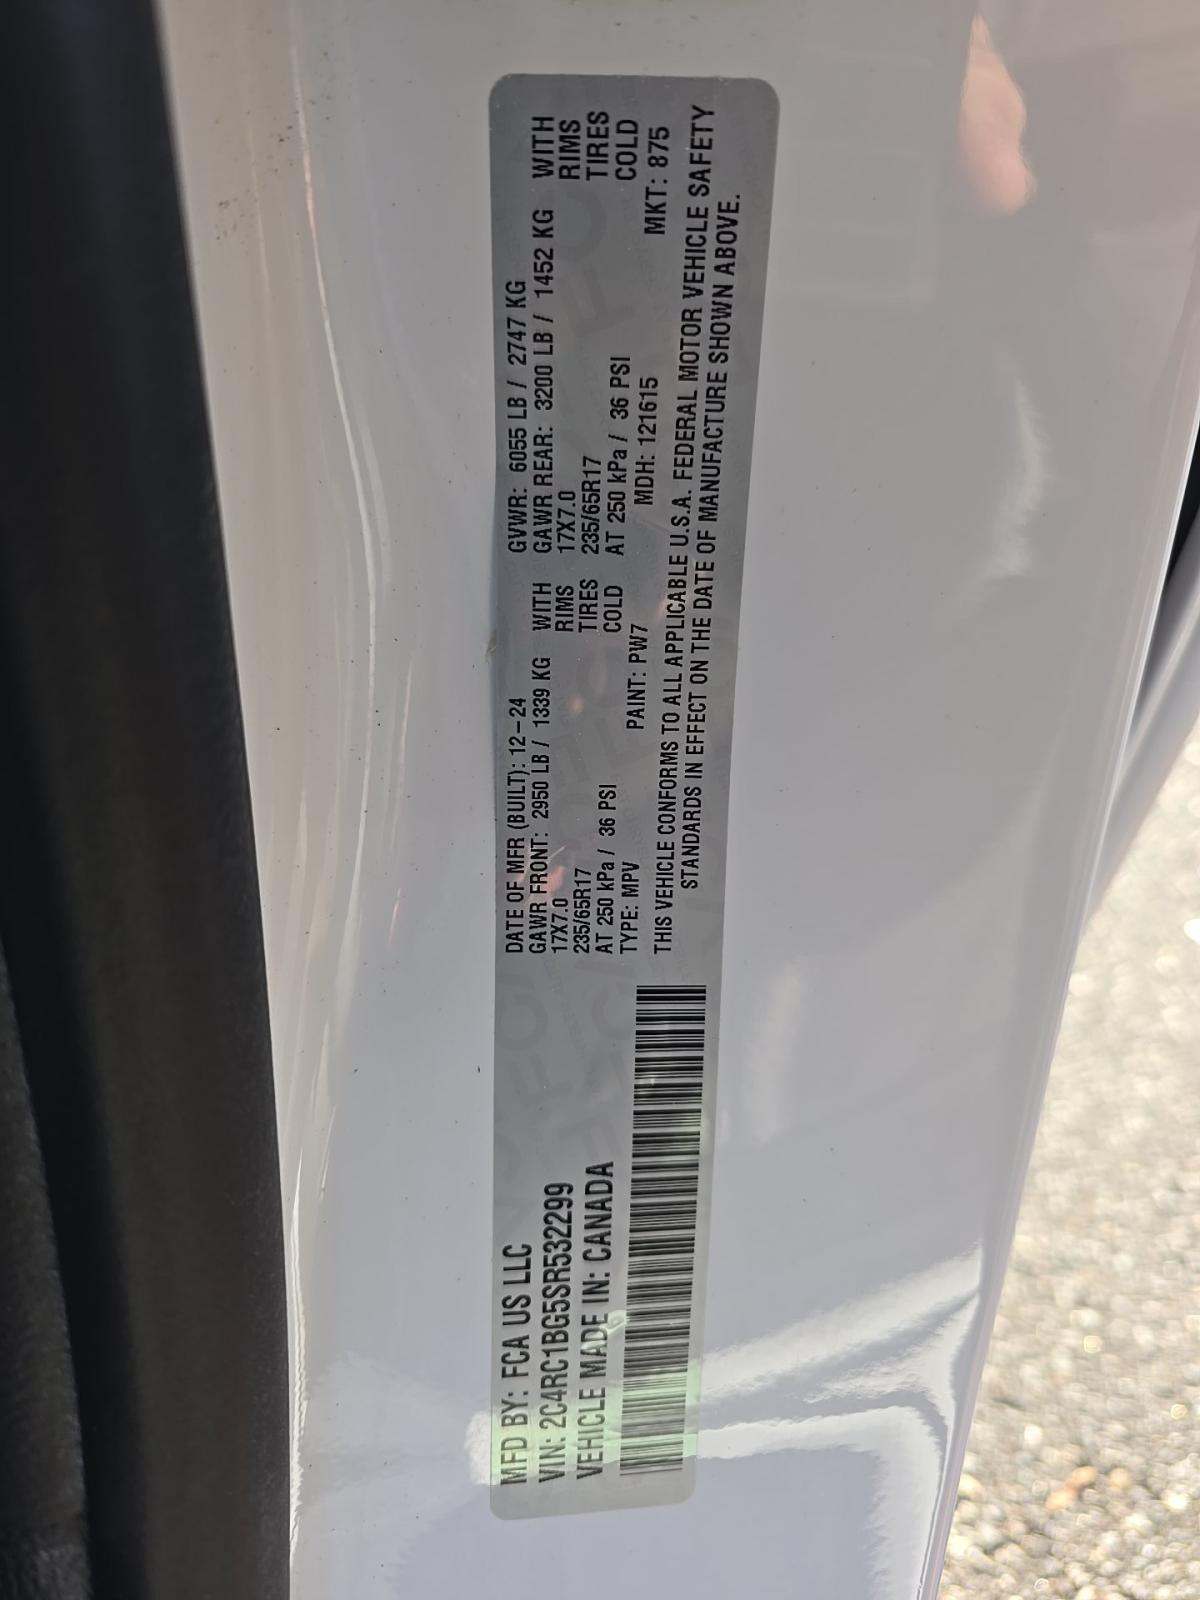 MFD BY: FCA US LLC
VIN: 2C4RC1BG5SR532299
VEHICLE MADE IN: CANADA
DATE OF MFR (BUILT): 12-24 GVWR: 6055 LB / 2747 KG
GAWR FRONT: 2950 LB / 1339 KG WITH GAWR REAR: 3200 LB / 1452 KG WITH
17X7.0 RIMS 17X7.0 RIMS
235/65R17 TIRES 235/65R17 TIRES
AT 250 kPa / 36 PSI COLD AT 250 kPa / 36 PSI COLD
TYPE: MPV PAINT: PW7 MDH: 121615 MKT: 875
THIS VEHICLE CONFORMS TO ALL APPLICABLE U.S.A. FEDERAL MOTOR VEHICLE SAFETY
STANDARDS IN EFFECT ON THE DATE OF MANUFACTURE SHOWN ABOVE.